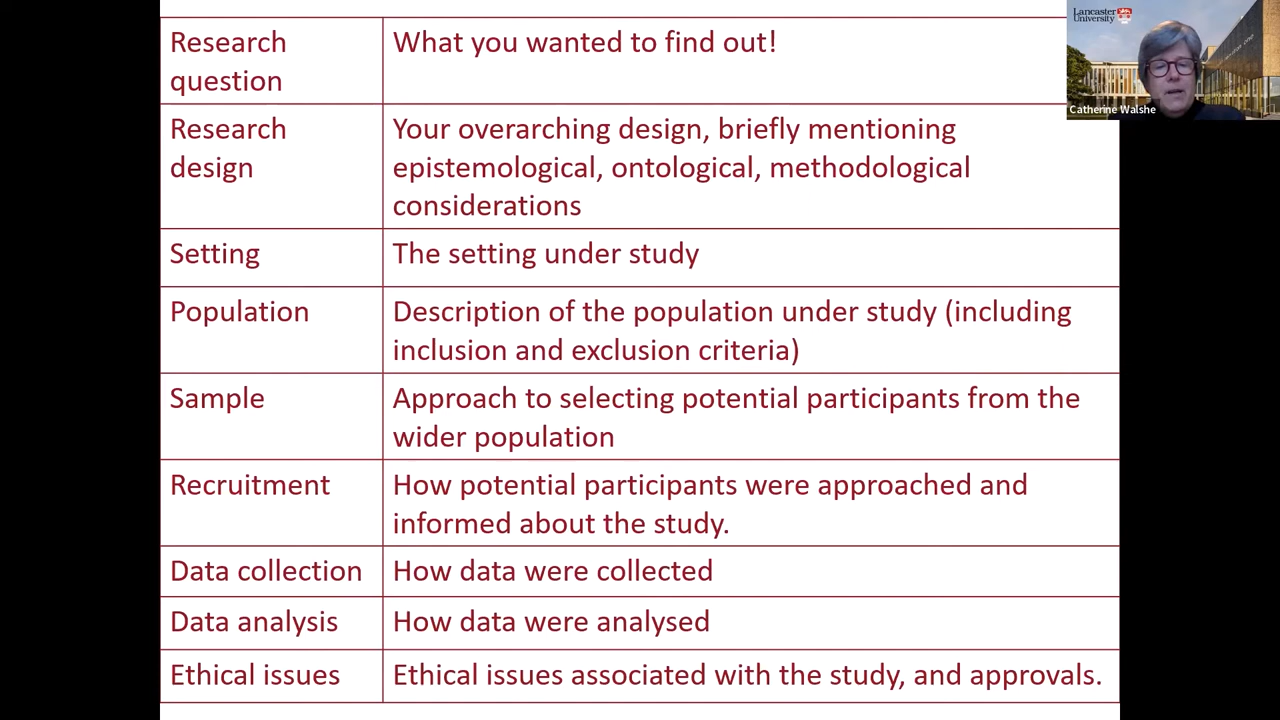 Research question
What you wanted to find out!
Research design
Your overarching design, briefly mentioning
epistemological, ontological, methodological
considerations
Setting
The setting under study
Population
Description of the population under study (including
inclusion and exclusion criteria)
Sample
Approach to selecting potential participants from the
wider population
Recruitment
How potential participants were approached and
informed about the study.
Data collection
How data were collected
Data analysis
How data were analysed
Ethical issues
Ethical issues associated with the study, and approvals.
Lancaster
University
Catherine Walshe